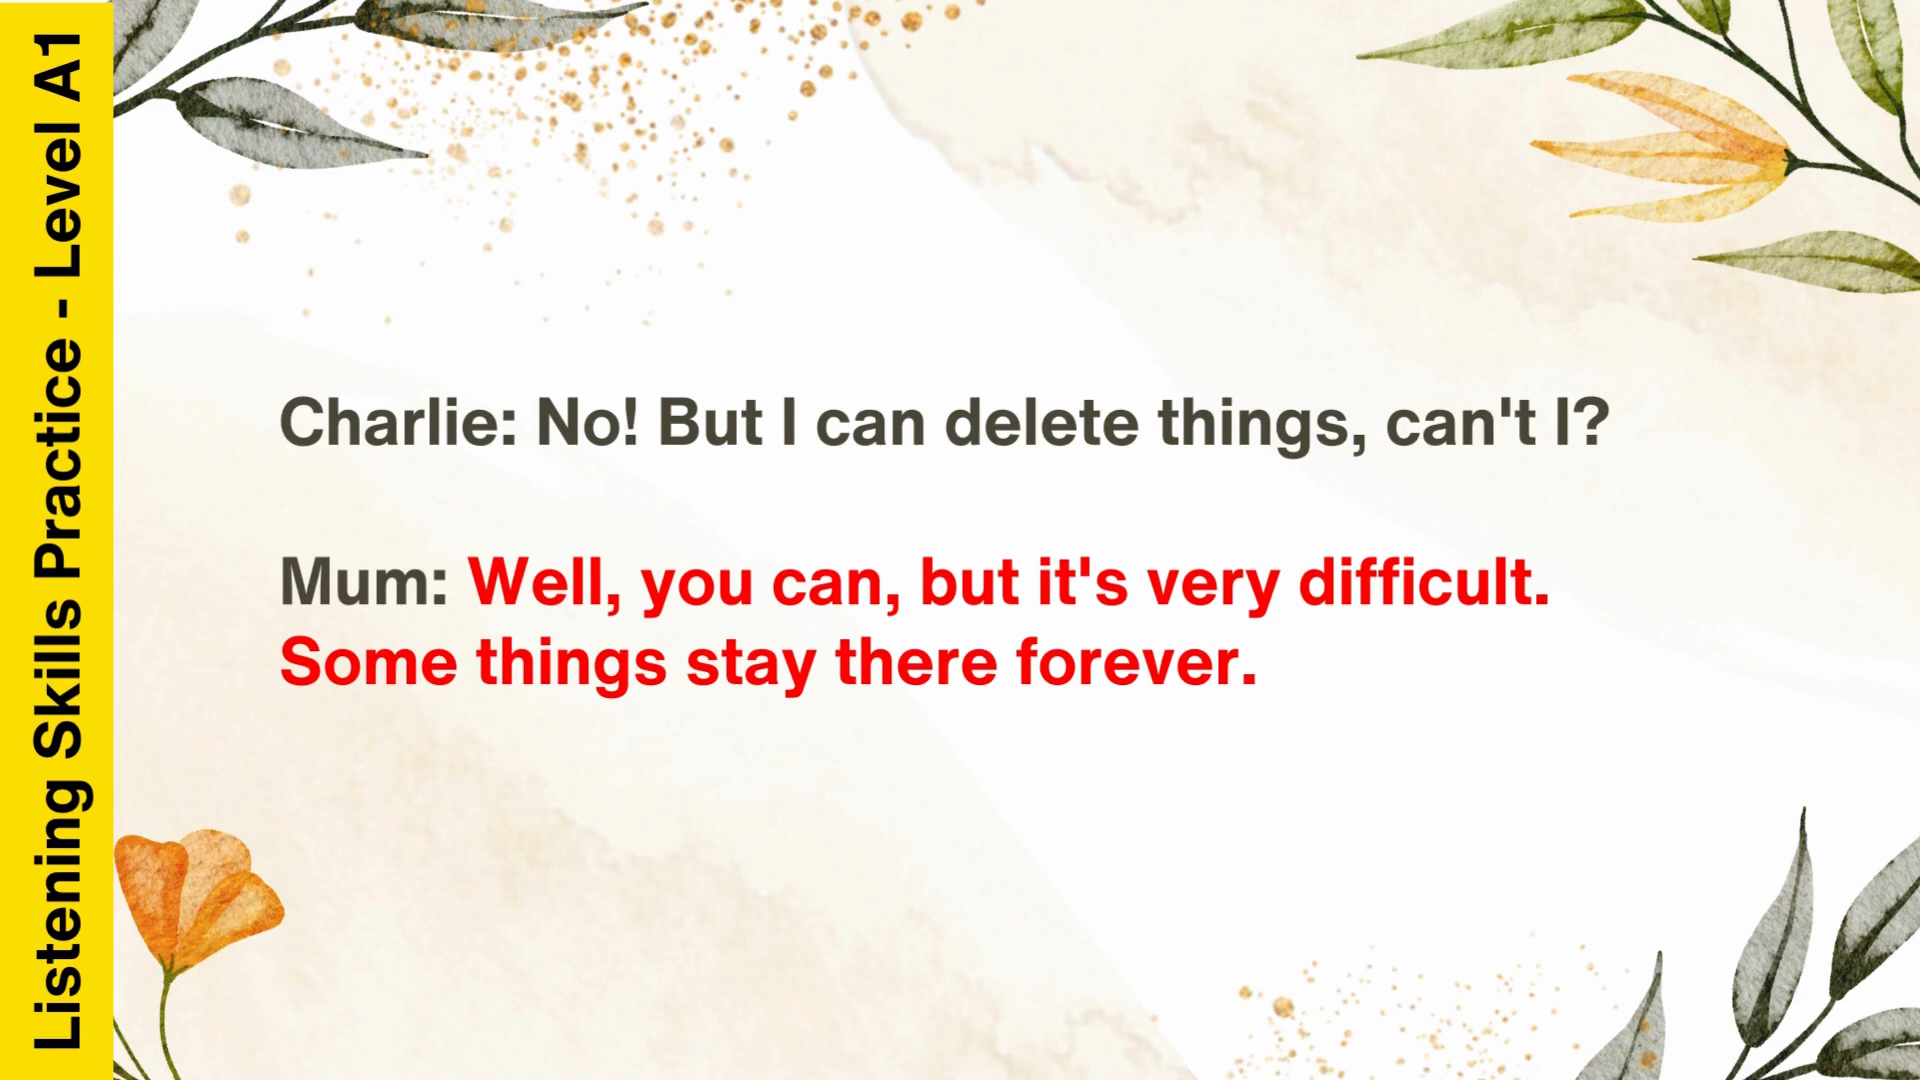 Listening Skills Practice - Level A1
Charlie: No! But I can delete things, can't I?
Mum: Well, you can, but it's very difficult.
Some things stay there forever.